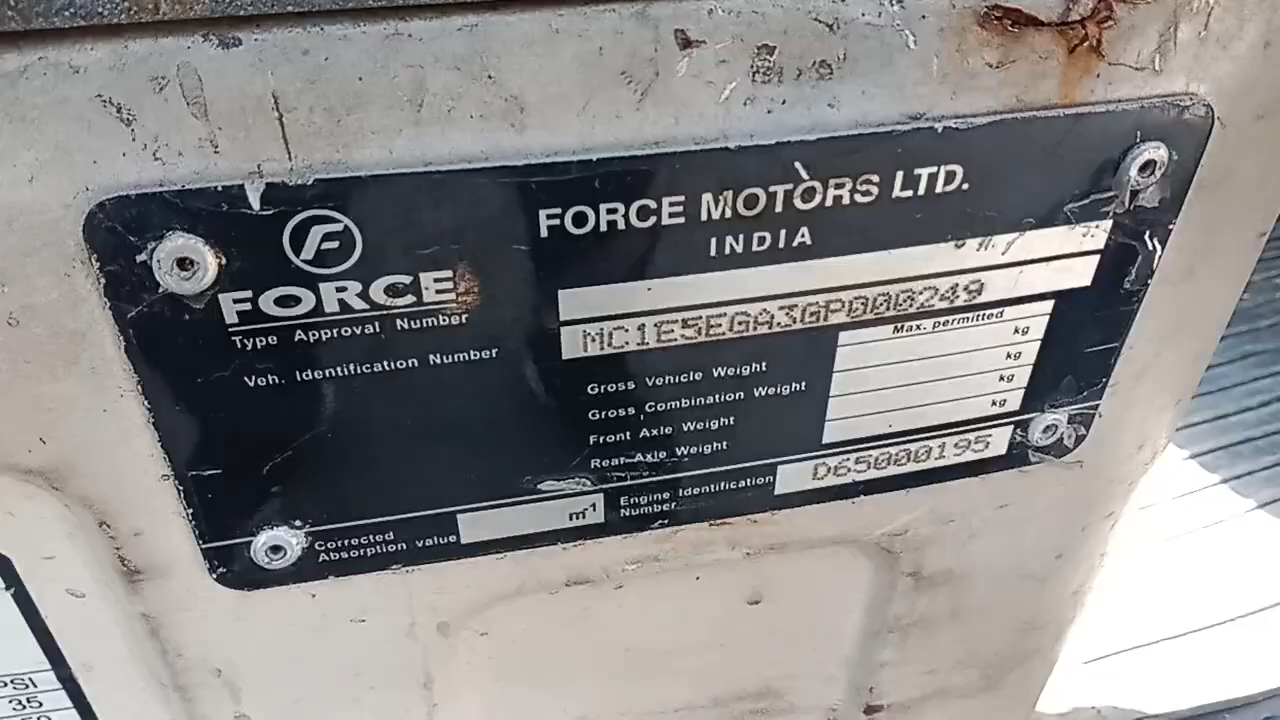 FORCE MOTORS LTD.
INDIA
F
FORCE
Type Approval Number
Veh. Identification Number
MC1E5EGA3GP000249
Max. permitted
Gross Vehicle Weight kg
Gross Combination Weight kg
Front Axle Weight kg
Rear Axle Weight kg
Corrected
Absorption value
m-1
Engine Identification
Number
D65000195
PSI
35